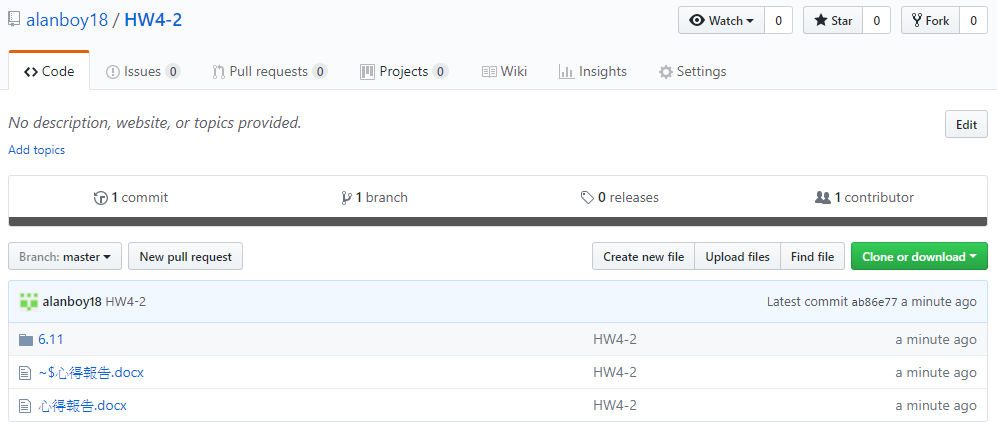 alanboy18 / HW4-2
Watch 0 Star 0 Fork 0
Code Issues 0 Pull requests 0 Projects 0 Wiki Insights Settings
No description, website, or topics provided. Edit
Add topics
1 commit 1 branch 0 releases 1 contributor
Branch: master New pull request Create new file Upload files Find file Clone or download
alanboy18 HW4-2 Latest commit ab86e77 a minute ago
6.11 HW4-2 a minute ago
~$心得報告.docx HW4-2 a minute ago
心得報告.docx HW4-2 a minute ago